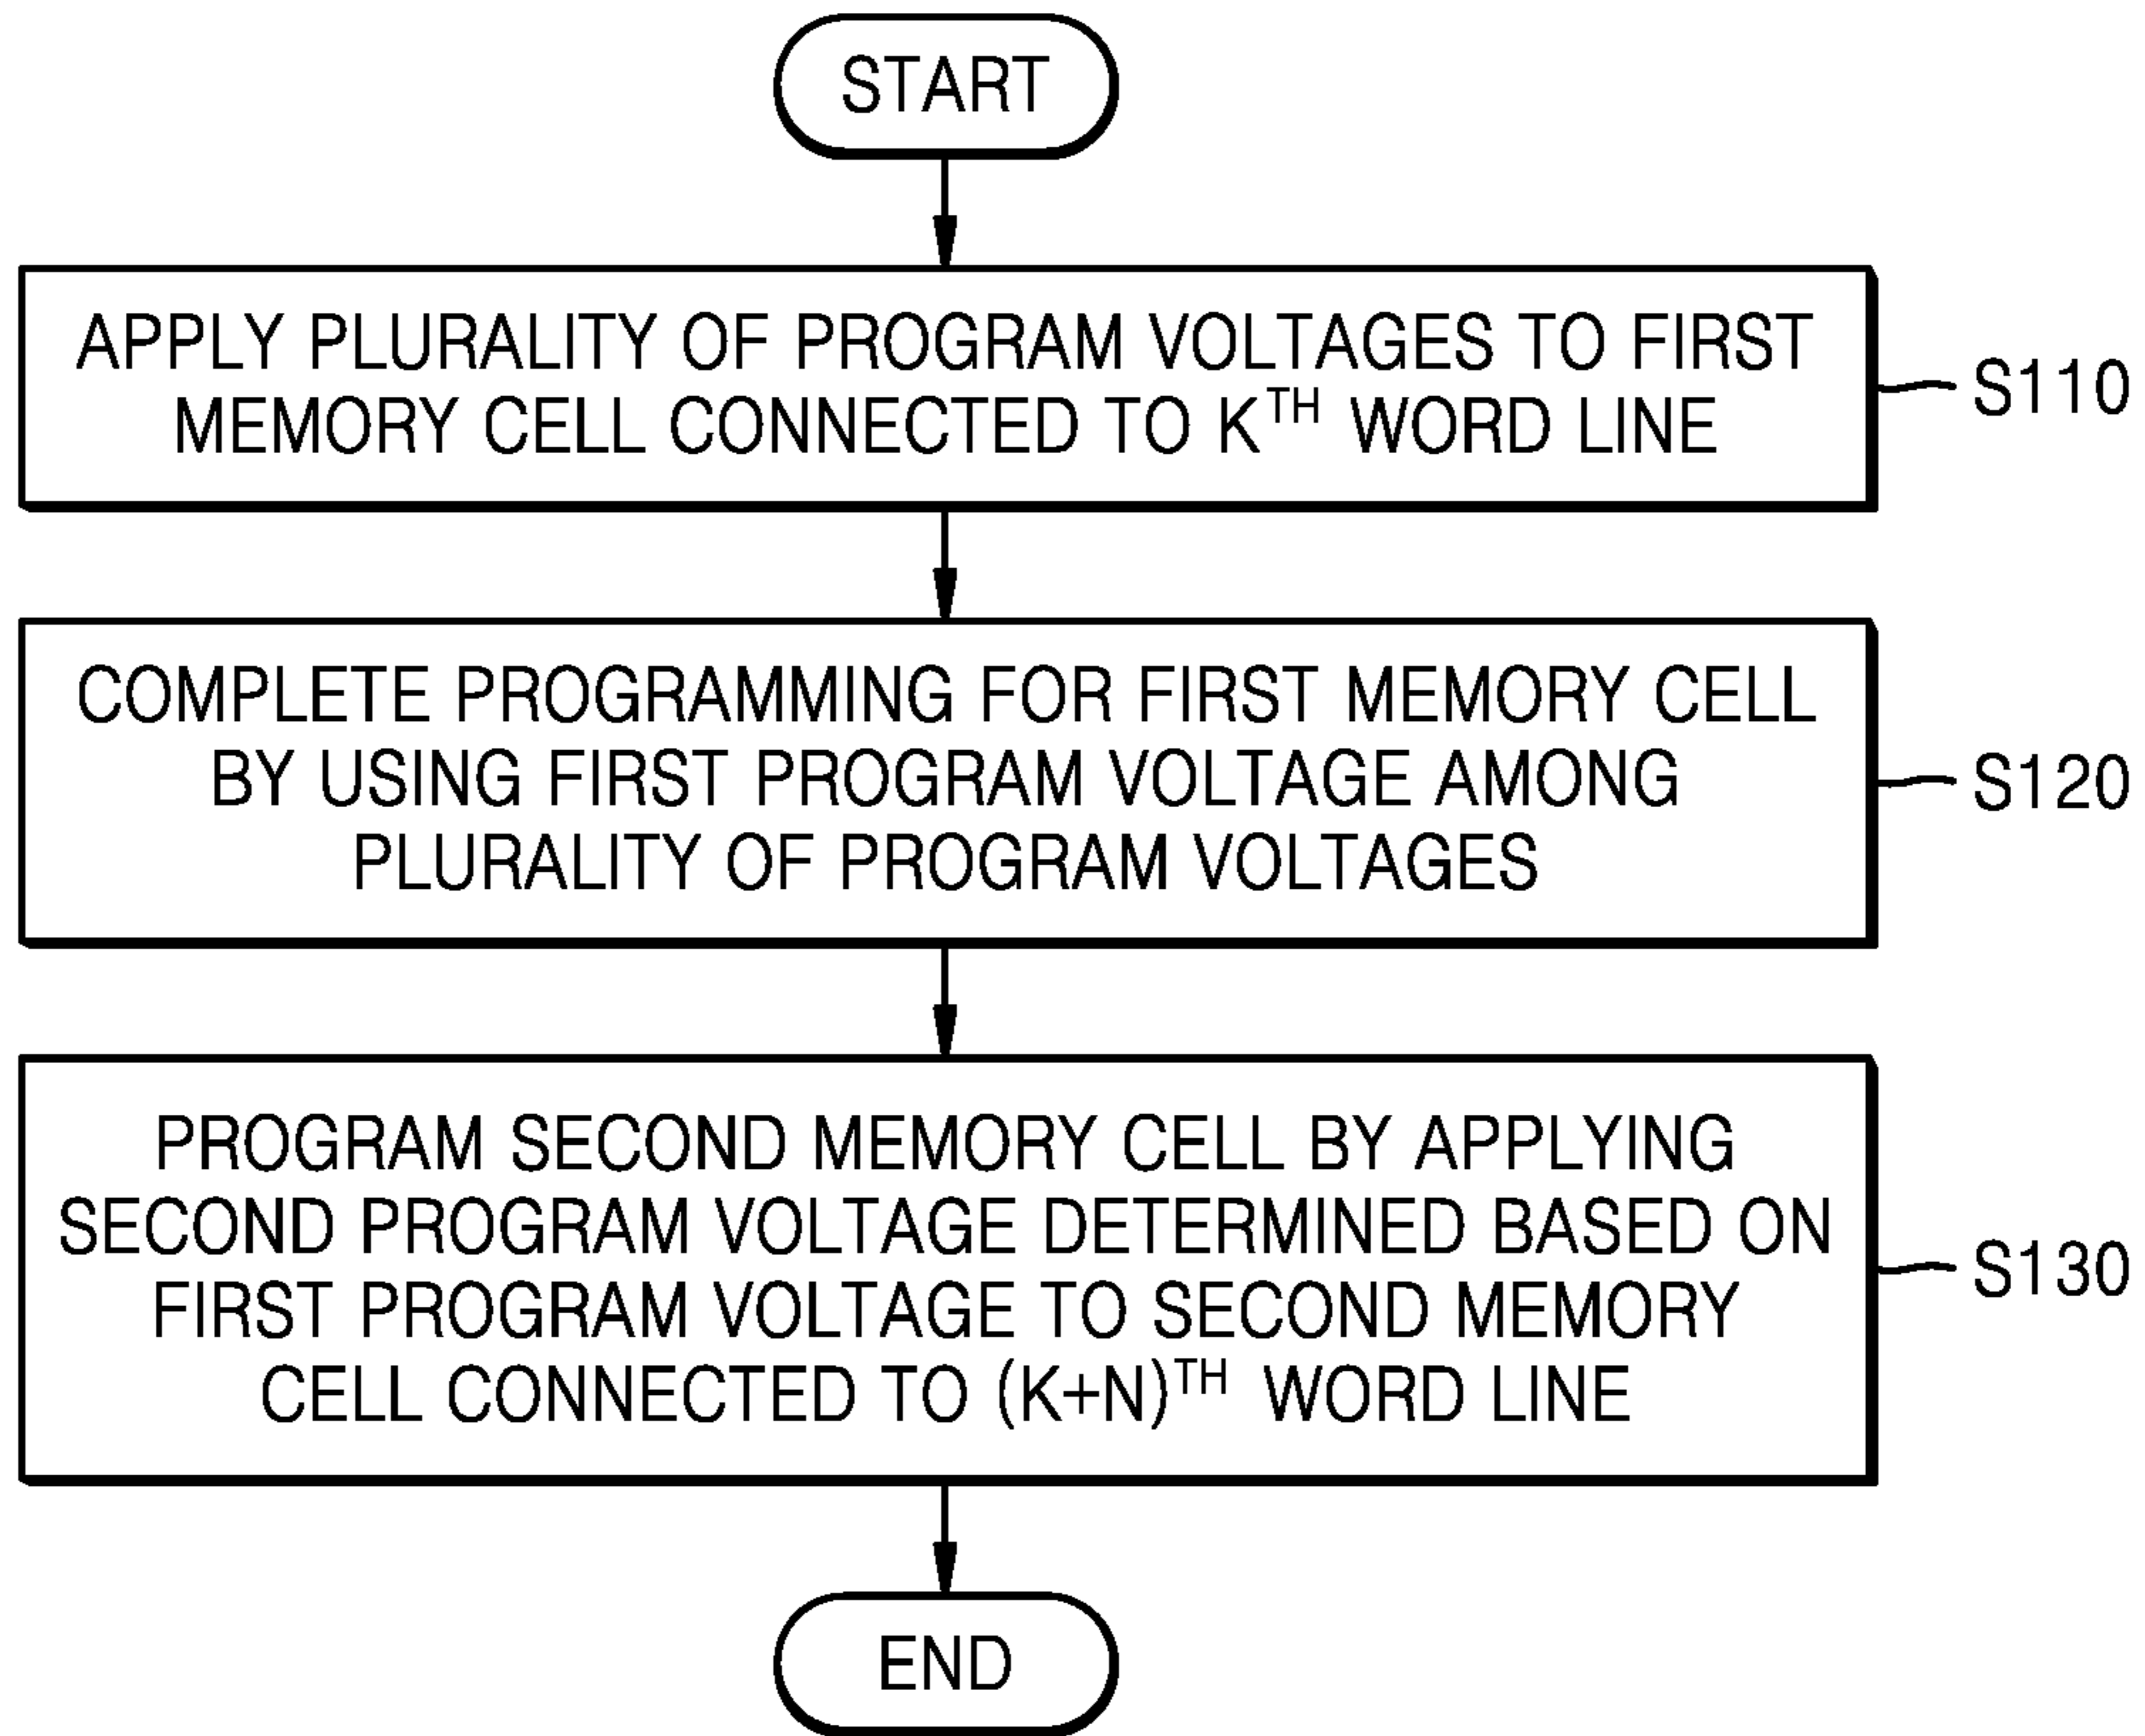 START
APPLY PLURALITY OF PROGRAM VOLTAGES TO FIRST
MEMORY CELL CONNECTED TO Kᵀᴴ WORD LINE
S110
COMPLETE PROGRAMMING FOR FIRST MEMORY CELL
BY USING FIRST PROGRAM VOLTAGE AMONG
PLURALITY OF PROGRAM VOLTAGES
S120
PROGRAM SECOND MEMORY CELL BY APPLYING
SECOND PROGRAM VOLTAGE DETERMINED BASED ON
FIRST PROGRAM VOLTAGE TO SECOND MEMORY
CELL CONNECTED TO (K+N)ᵀᴴ WORD LINE
S130
END